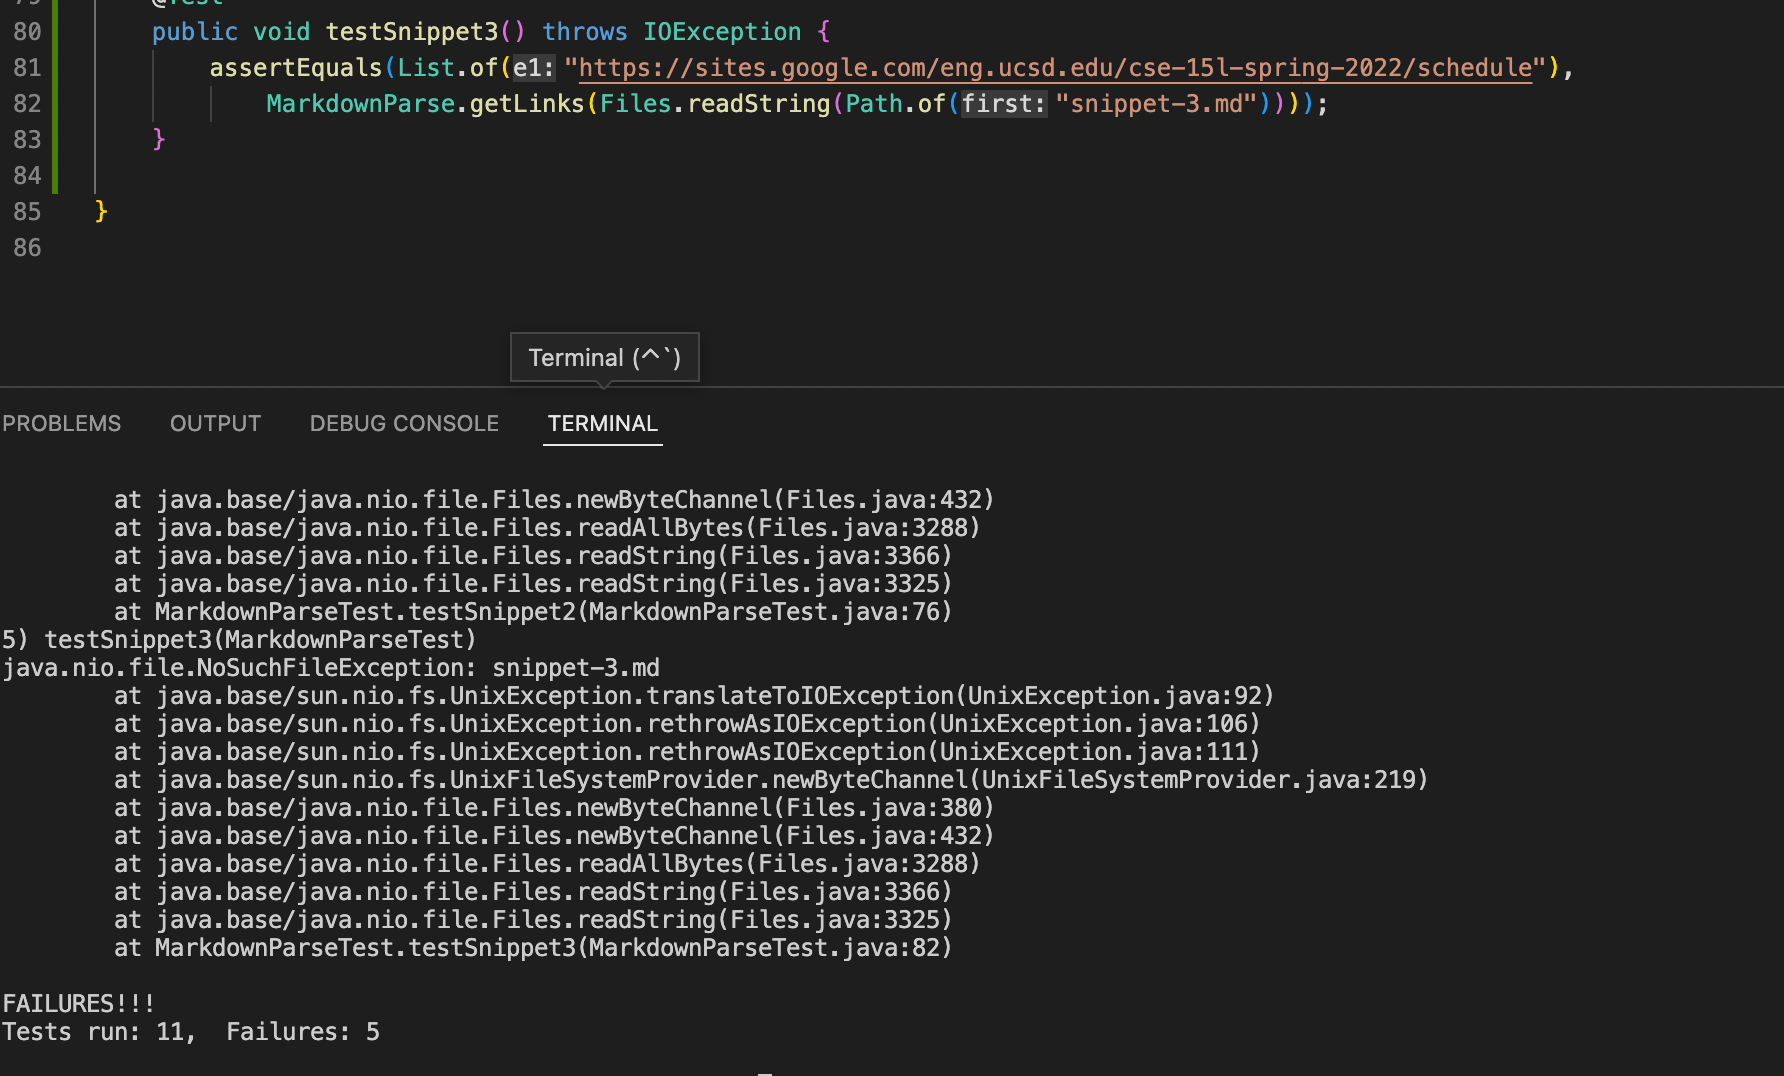 79 @Test
80 public void testSnippet3() throws IOException {
81 assertEquals(List.of(e1: "https://sites.google.com/eng.ucsd.edu/cse-15l-spring-2022/schedule"),
82 MarkdownParse.getLinks(Files.readString(Path.of(first: "snippet-3.md"))));
83 }
84
85 }
86
Terminal (^`)
PROBLEMS OUTPUT DEBUG CONSOLE TERMINAL
at java.base/java.nio.file.Files.newByteChannel(Files.java:432)
at java.base/java.nio.file.Files.readAllBytes(Files.java:3288)
at java.base/java.nio.file.Files.readString(Files.java:3366)
at java.base/java.nio.file.Files.readString(Files.java:3325)
at MarkdownParseTest.testSnippet2(MarkdownParseTest.java:76)
5) testSnippet3(MarkdownParseTest)
java.nio.file.NoSuchFileException: snippet-3.md
at java.base/sun.nio.fs.UnixException.translateToIOException(UnixException.java:92)
at java.base/sun.nio.fs.UnixException.rethrowAsIOException(UnixException.java:106)
at java.base/sun.nio.fs.UnixException.rethrowAsIOException(UnixException.java:111)
at java.base/sun.nio.fs.UnixFileSystemProvider.newByteChannel(UnixFileSystemProvider.java:219)
at java.base/java.nio.file.Files.newByteChannel(Files.java:380)
at java.base/java.nio.file.Files.newByteChannel(Files.java:432)
at java.base/java.nio.file.Files.readAllBytes(Files.java:3288)
at java.base/java.nio.file.Files.readString(Files.java:3366)
at java.base/java.nio.file.Files.readString(Files.java:3325)
at MarkdownParseTest.testSnippet3(MarkdownParseTest.java:82)
FAILURES!!!
Tests run: 11,  Failures: 5